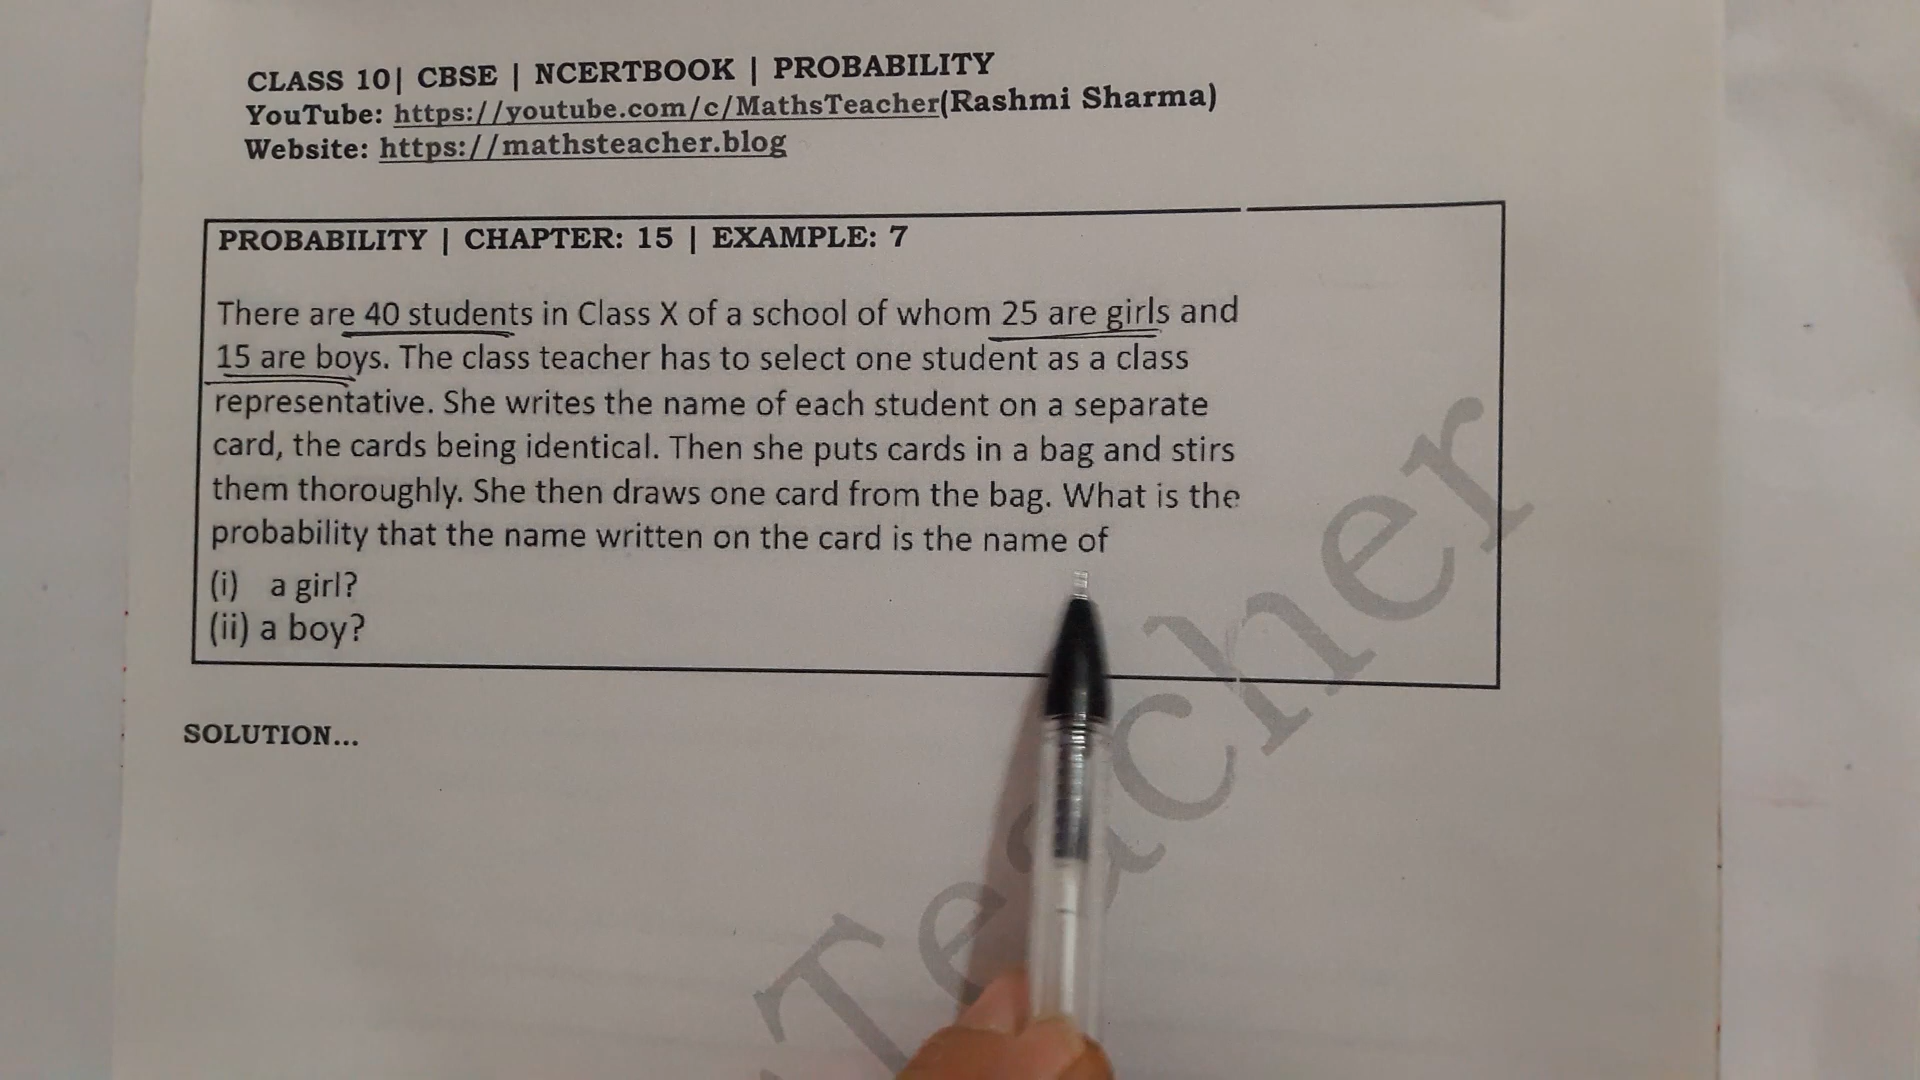 CLASS 10| CBSE | NCERTBOOK | PROBABILITY
YouTube: https://youtube.com/c/MathsTeacher(Rashmi Sharma)
Website: https://mathsteacher.blog
PROBABILITY | CHAPTER: 15 | EXAMPLE: 7
There are 40 students in Class X of a school of whom 25 are girls and
15 are boys. The class teacher has to select one student as a class
representative. She writes the name of each student on a separate
card, the cards being identical. Then she puts cards in a bag and stirs
them thoroughly. She then draws one card from the bag. What is the
probability that the name written on the card is the name of
(i) a girl?
(ii) a boy?
SOLUTION...
Teacher